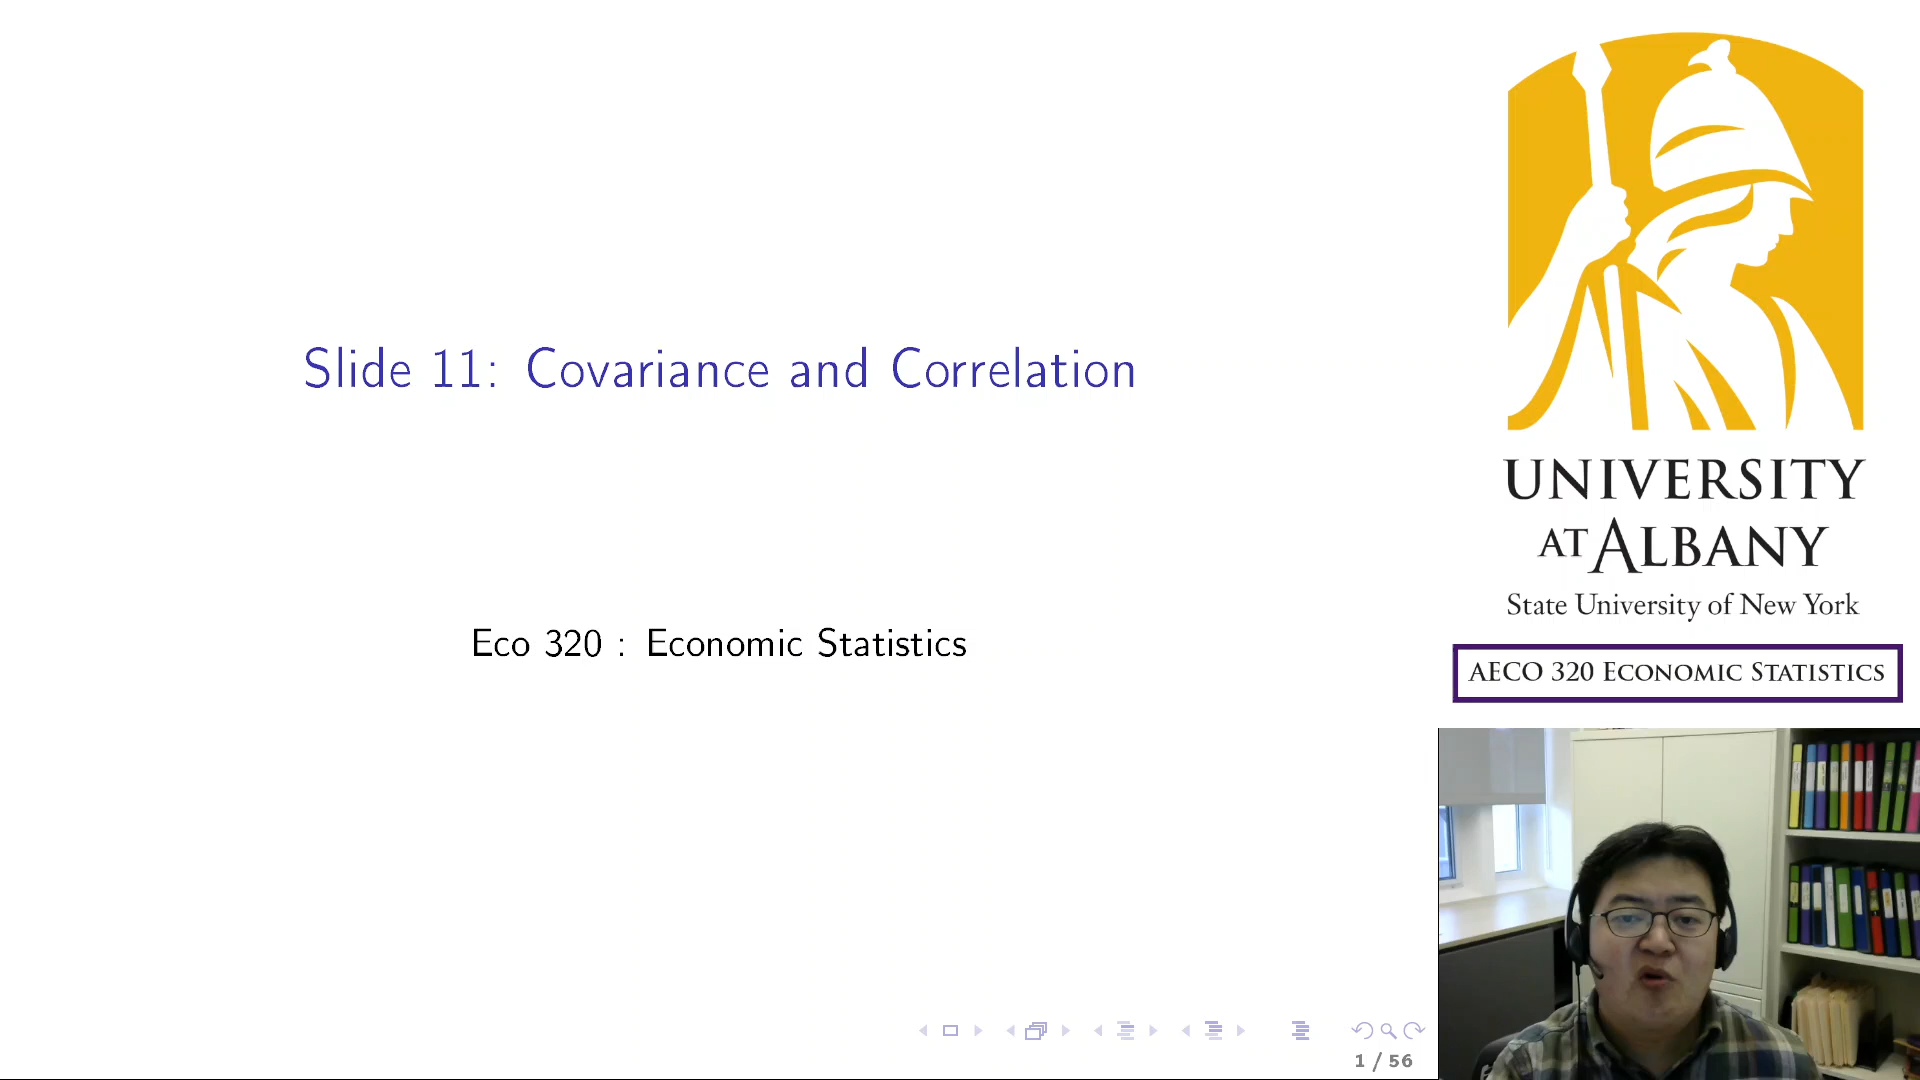 Slide 11: Covariance and Correlation
Eco 320 : Economic Statistics
1 / 56
UNIVERSITY
AT ALBANY
State University of New York
AECO 320 ECONOMIC STATISTICS